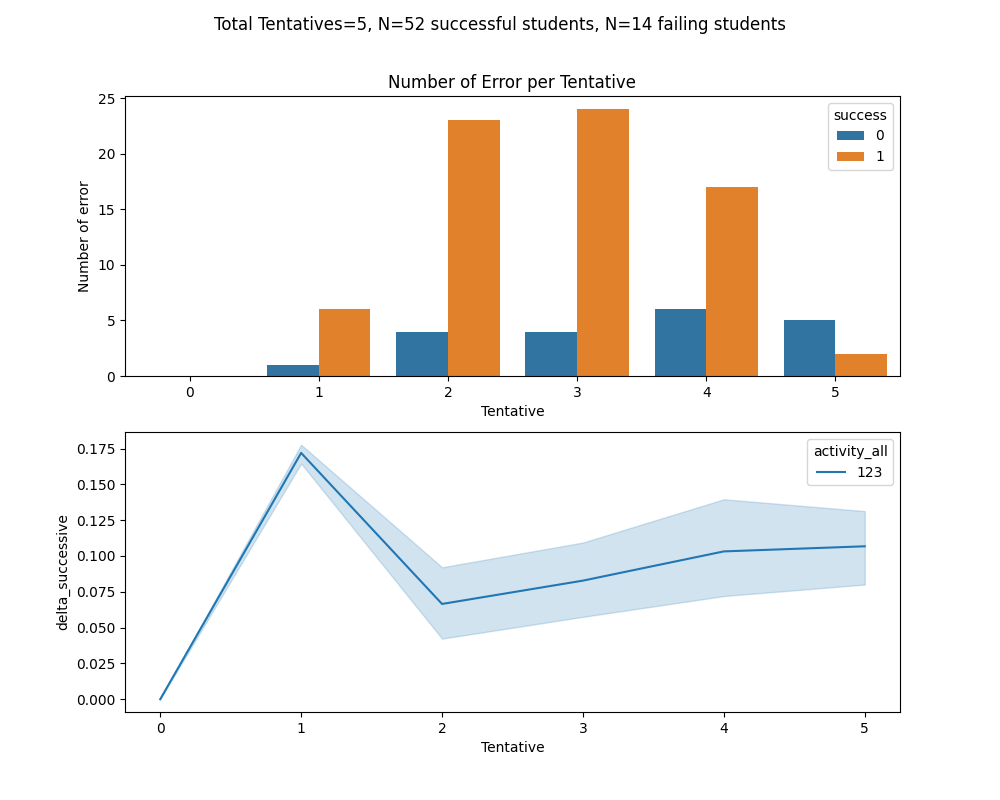 Total Tentatives=5, N=52 successful students, N=14 failing students
Number of Error per Tentative
25
20
15
10
5
0
Number of error
success
0
1
0 1 2 3 4 5
Tentative
0.175
0.150
0.125
0.100
0.075
0.050
0.025
0.000
delta_successive
activity_all
123
0 1 2 3 4 5
Tentative